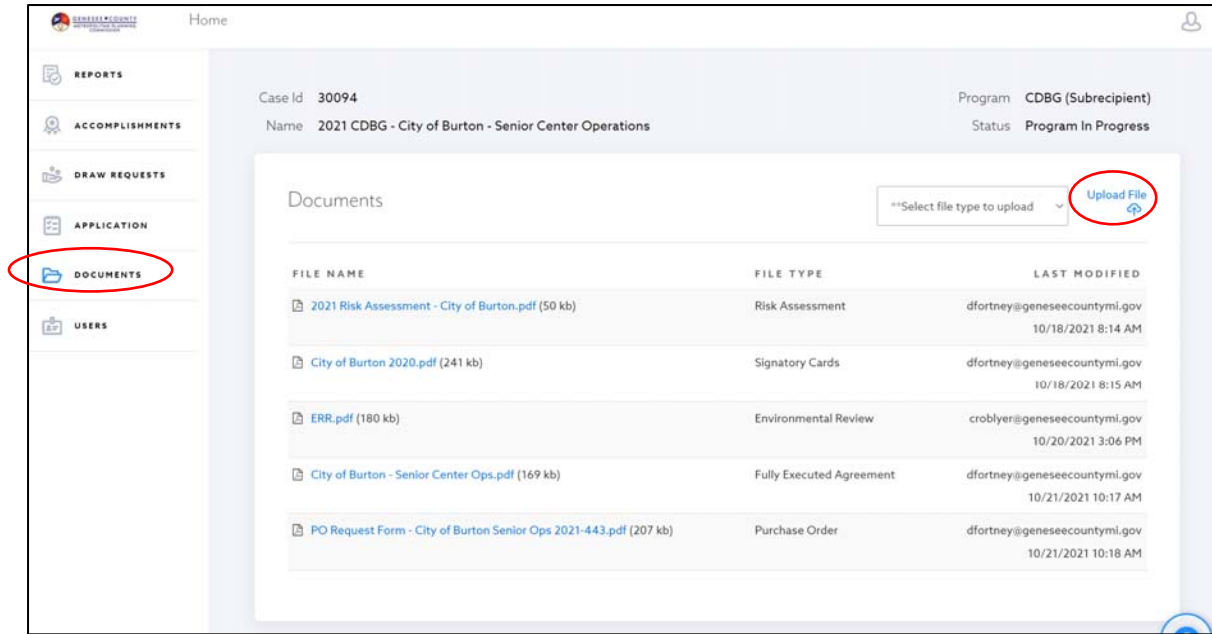 GENESEE COUNTY
METROPOLITAN PLANNING
COMMISSION
Home
REPORTS
ACCOMPLISHMENTS
DRAW REQUESTS
APPLICATION
DOCUMENTS
USERS
Case Id 30094
Program CDBG (Subrecipient)
Name 2021 CDBG - City of Burton - Senior Center Operations
Status Program In Progress
Documents
**Select file type to upload
Upload File
FILE NAME FILE TYPE LAST MODIFIED
2021 Risk Assessment - City of Burton.pdf (50 kb) Risk Assessment dfortney@geneseecountymi.gov
10/18/2021 8:14 AM
City of Burton 2020.pdf (241 kb) Signatory Cards dfortney@geneseecountymi.gov
10/18/2021 8:15 AM
ERR.pdf (180 kb) Environmental Review croblyer@geneseecountymi.gov
10/20/2021 3:06 PM
City of Burton - Senior Center Ops.pdf (169 kb) Fully Executed Agreement dfortney@geneseecountymi.gov
10/21/2021 10:17 AM
PO Request Form - City of Burton Senior Ops 2021-443.pdf (207 kb) Purchase Order dfortney@geneseecountymi.gov
10/21/2021 10:18 AM